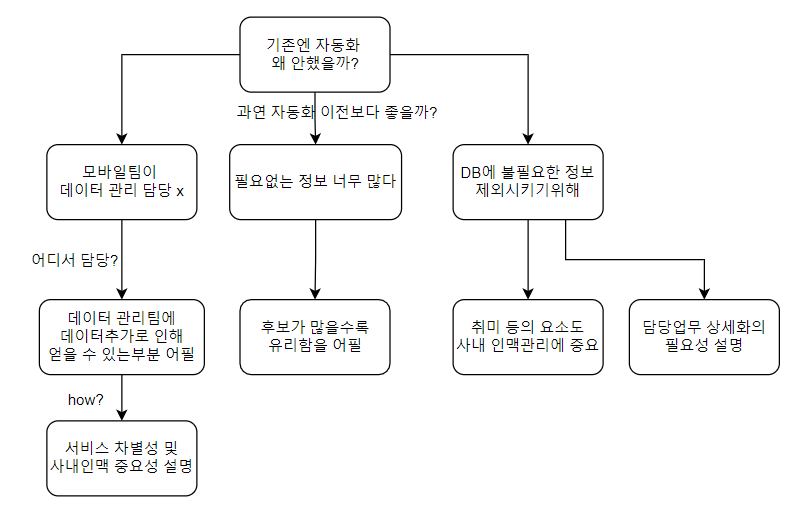 기존엔 자동화
왜 안했을까?
과연 자동화 이전보다 좋을까?
모바일팀이
데이터 관리 담당 x
필요없는 정보 너무 많다
DB에 불필요한 정보
제외시키기위해
어디서 담당?
데이터 관리팀에
데이터추가로 인해
얻을 수 있는부분 어필
후보가 많을수록
유리함을 어필
취미 등의 요소도
사내 인맥관리에 중요
담당업무 상세화의
필요성 설명
how?
서비스 차별성 및
사내인맥 중요성 설명